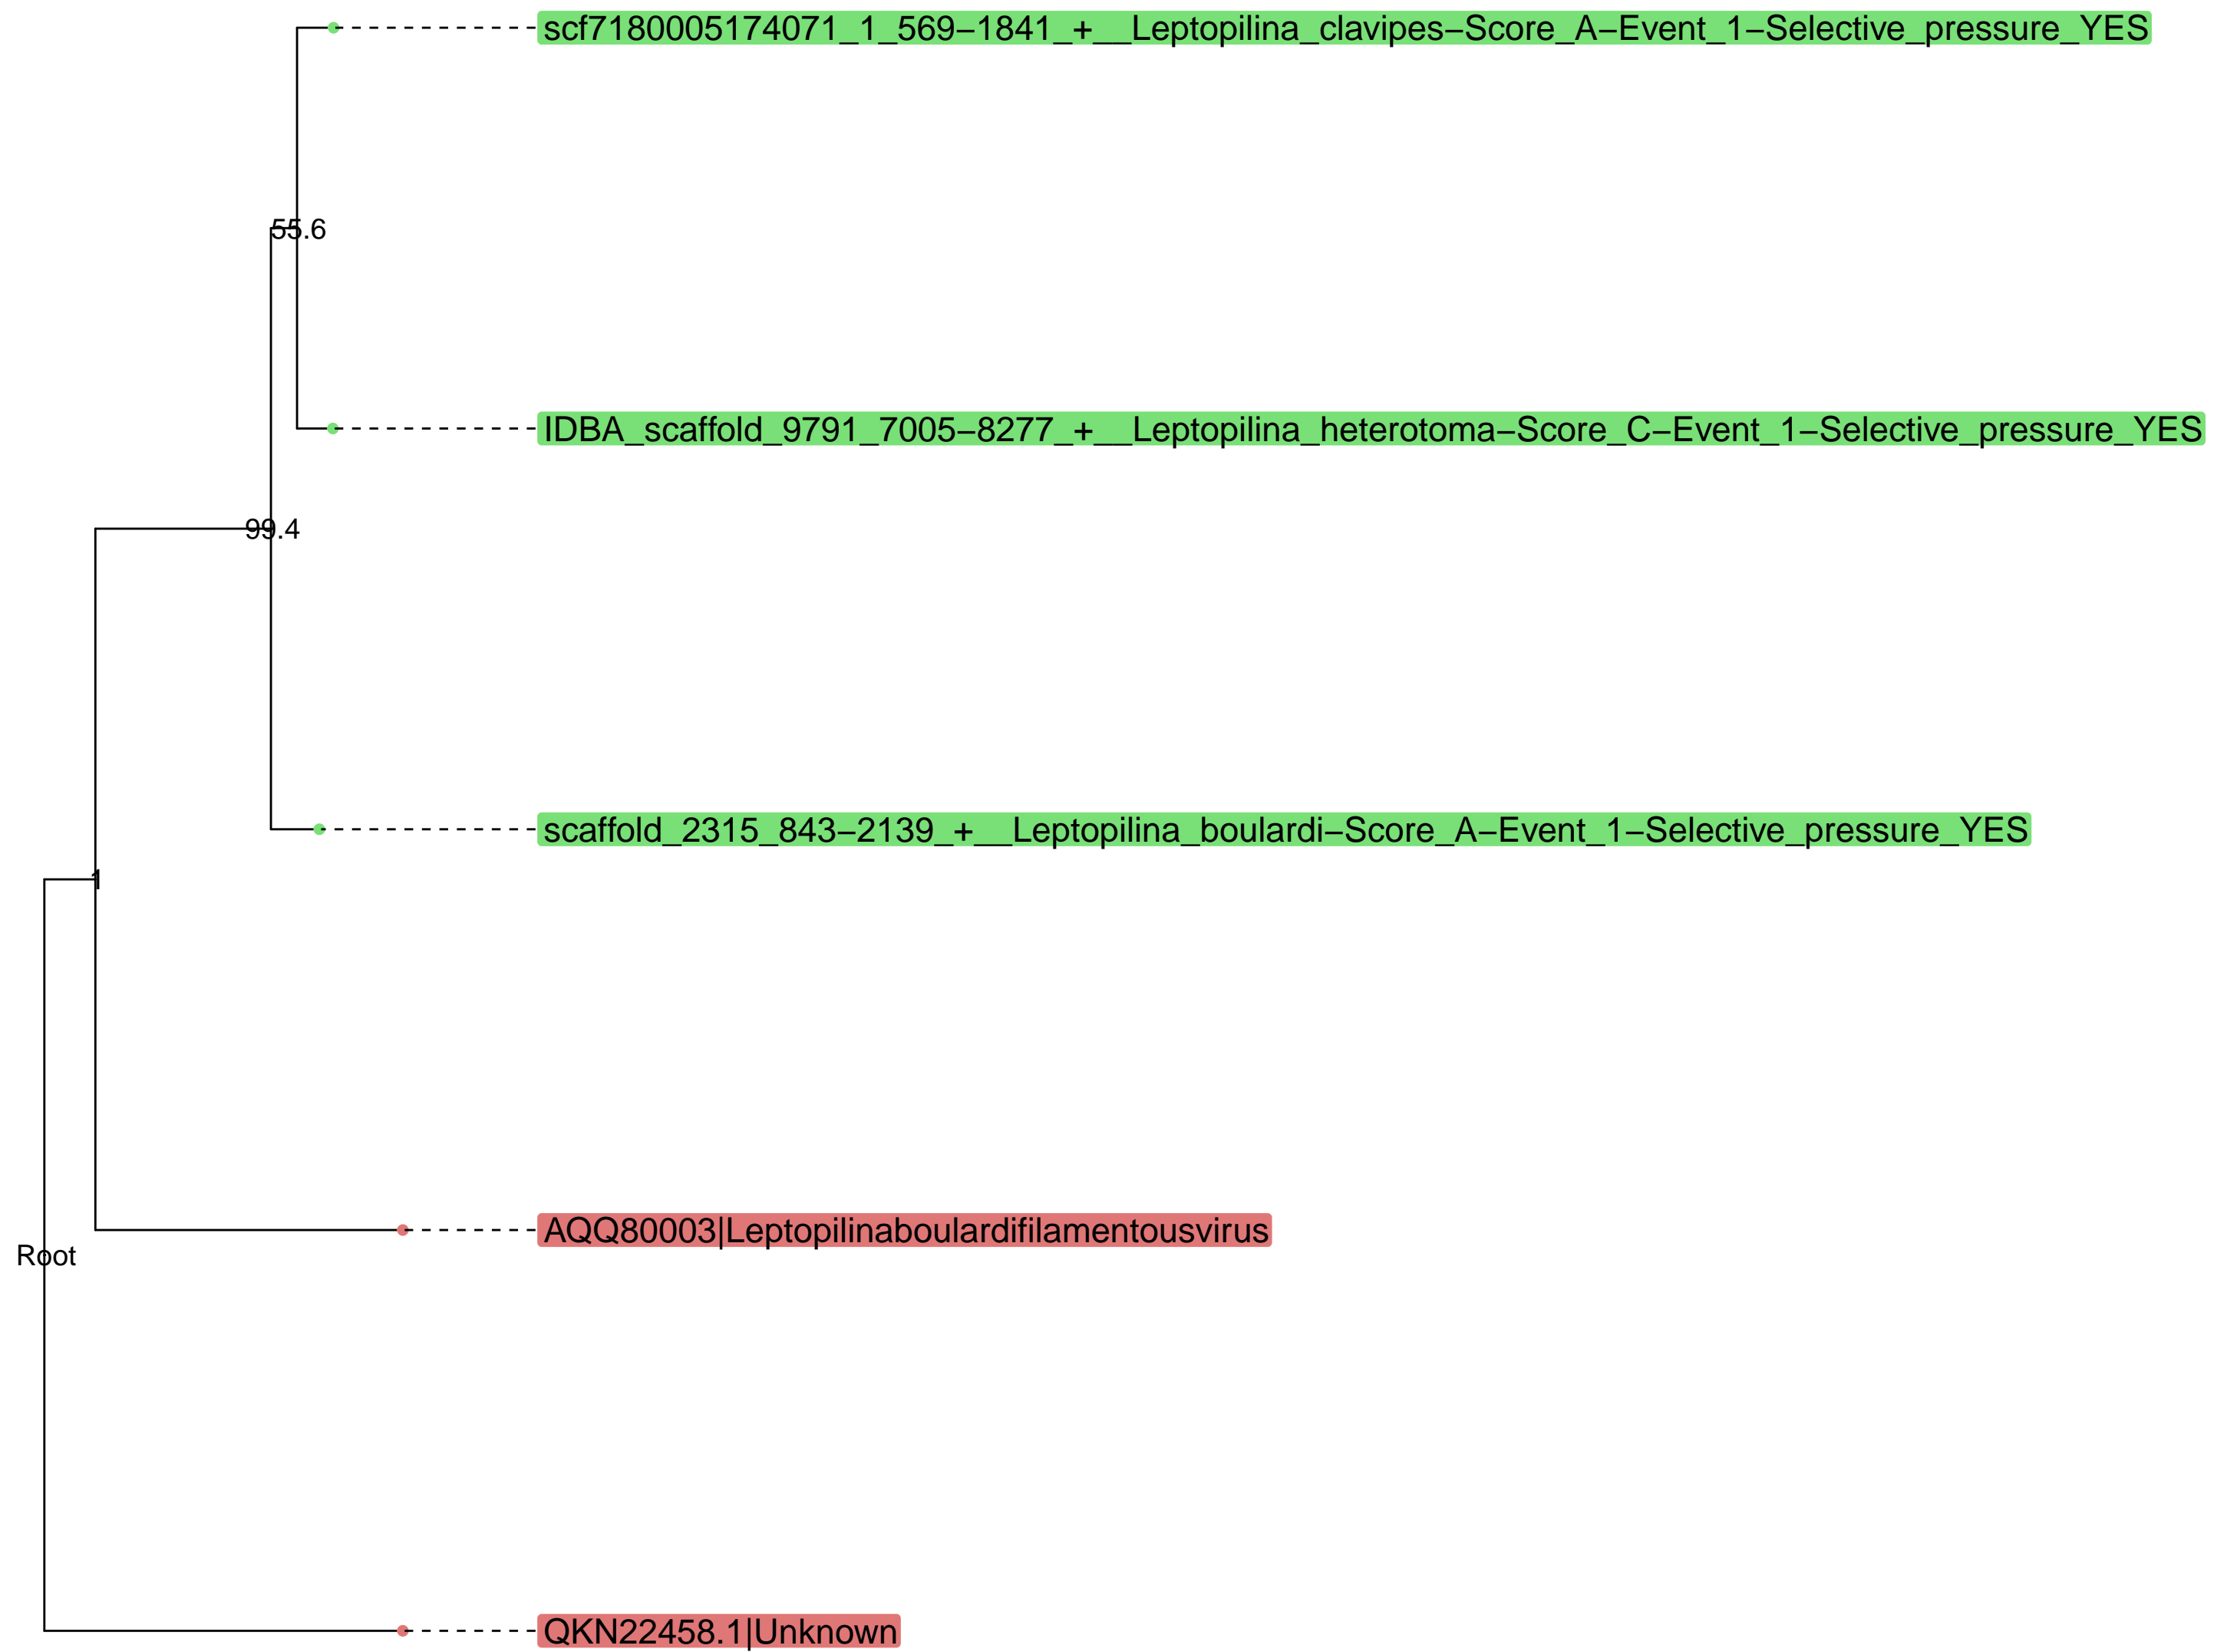 scf7180005174071_1_569−1841_+__Leptopilina_clavipes−Score_A−Event_1−Selective_pressure_YES
55.6
IDBA_scaffold_9791_7005−8277_+__Leptopilina_heterotoma−Score_C−Event_1−Selective_pressure_YES
99.4
scaffold_2315_843−2139_+__Leptopilina_boulardi−Score_A−Event_1−Selective_pressure_YES
1
AQQ80003|Leptopilinaboulardifilamentousvirus
Root
QKN22458.1|Unknown